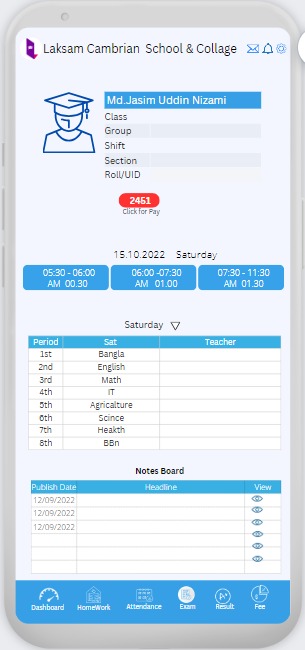 Laksam Cambrian School & Collage
Md.Jasim Uddin Nizami
Class
Group
Shift
Section
Roll/UID
2451
Click for Pay
15.10.2022 Saturday
05:30 - 06:00 06:00 -07:30 07:30 - 11:30
AM 00.30 AM 01.00 AM 01.30
Saturday
Period Sat Teacher
1st Bangla
2nd English
3rd Math
4th IT
5th Agricalture
6th Scince
7th Heakth
8th BBn
Notes Board
Publish Date Headline View
12/09/2022
12/09/2022
12/09/2022
Dashboard HomeWork Attendance Exam Result Fee